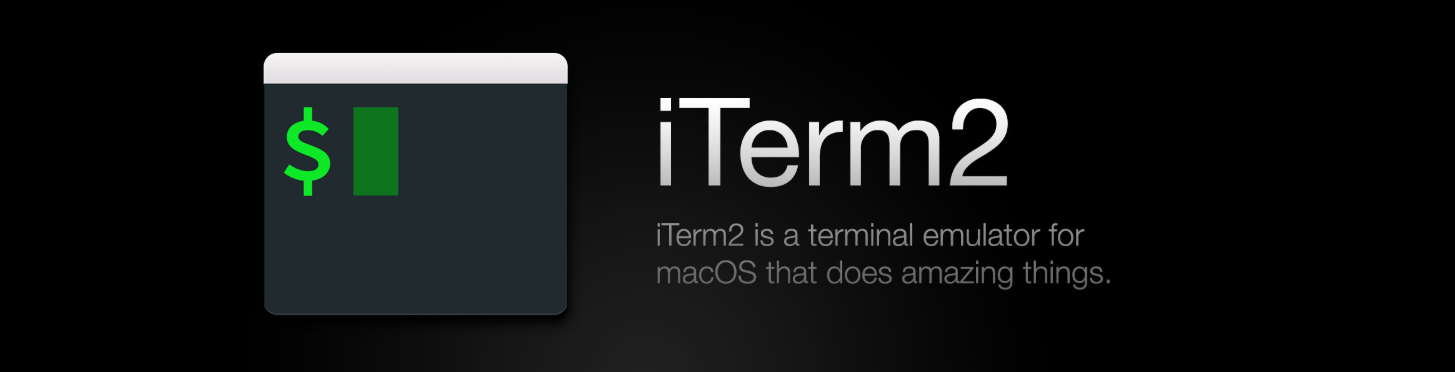 $
iTerm2
iTerm2 is a terminal emulator for
macOS that does amazing things.